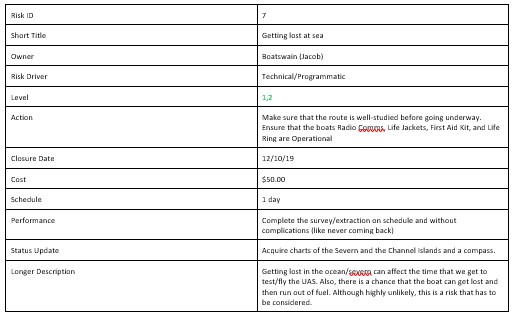 Risk ID 7
Short Title Getting lost at sea
Owner Boatswain (Jacob)
Risk Driver Technical/Programmatic
Level 1,2
Action Make sure that the route is well-studied before going underway.
Ensure that the boats Radio Comms, Life Jackets, First Aid Kit, and Life
Ring are Operational
Closure Date 12/10/19
Cost $50.00
Schedule 1 day
Performance Complete the survey/extraction on schedule and without
complications (like never coming back)
Status Update Acquire charts of the Severn and the Channel Islands and a compass.
Longer Description Getting lost in the ocean/severn can affect the time that we get to
test/fly the UAS. Also, there is a chance that the boat can get lost and
then run out of fuel. Although highly unlikely, this is a risk that has to
be considered.